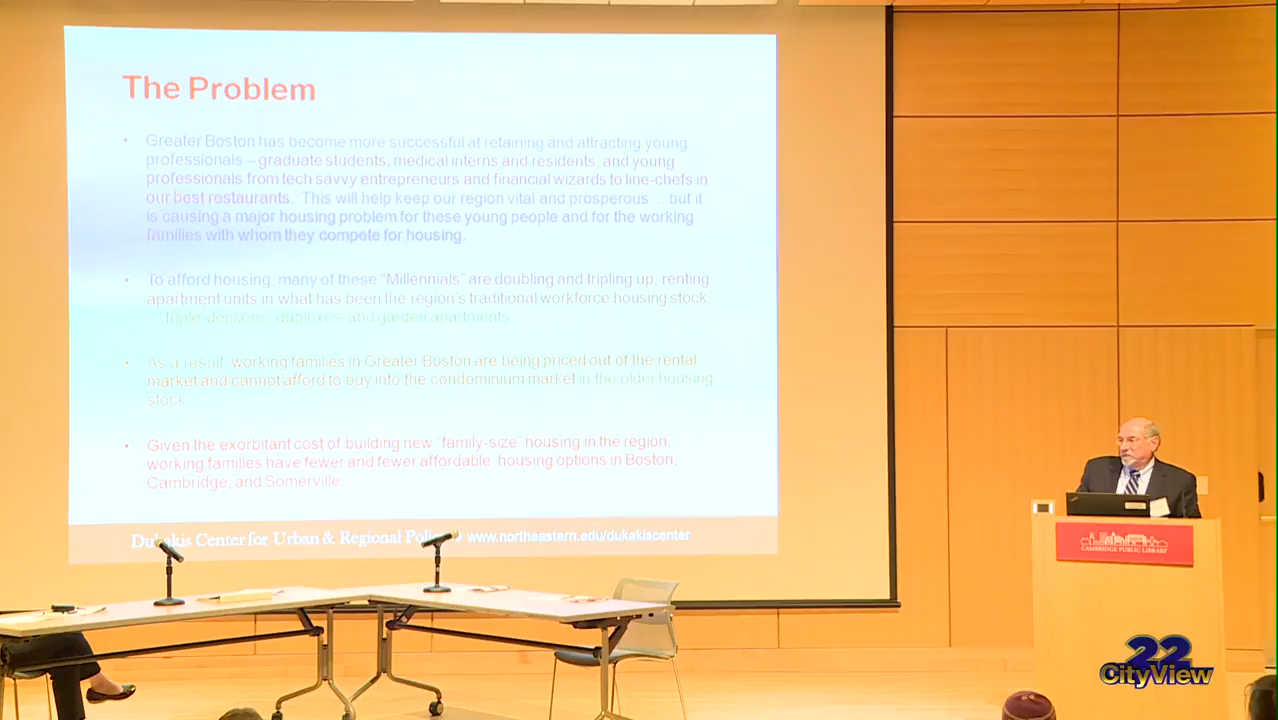 The Problem
• Greater Boston has become more successful at retaining and attracting young
professionals – graduate students, medical interns and residents, and young
professionals from tech savvy entrepreneurs and financial wizards to line-chefs in
our best restaurants. This will help keep our region vital and prosperous … but it
is causing a major housing problem for these young people and for the working
families with whom they compete for housing.
• To afford housing, many of these "Millennials" are doubling and tripling up, renting
apartment units in what has been the region's traditional workforce housing stock
– "triple-deckers", duplexes, and garden apartments.
• As a result, working families in Greater Boston are being priced out of the rental
market and cannot afford to buy into the condominium market in the older housing
stock.
• Given the exorbitant cost of building new "family-size" housing in the region,
working families have fewer and fewer affordable housing options in Boston,
Cambridge, and Somerville.
Center for Urban & Regional www.northeastern.edu/dukakiscenter
CAMBRIDGE PUBLIC LIBRARY
22
CityView